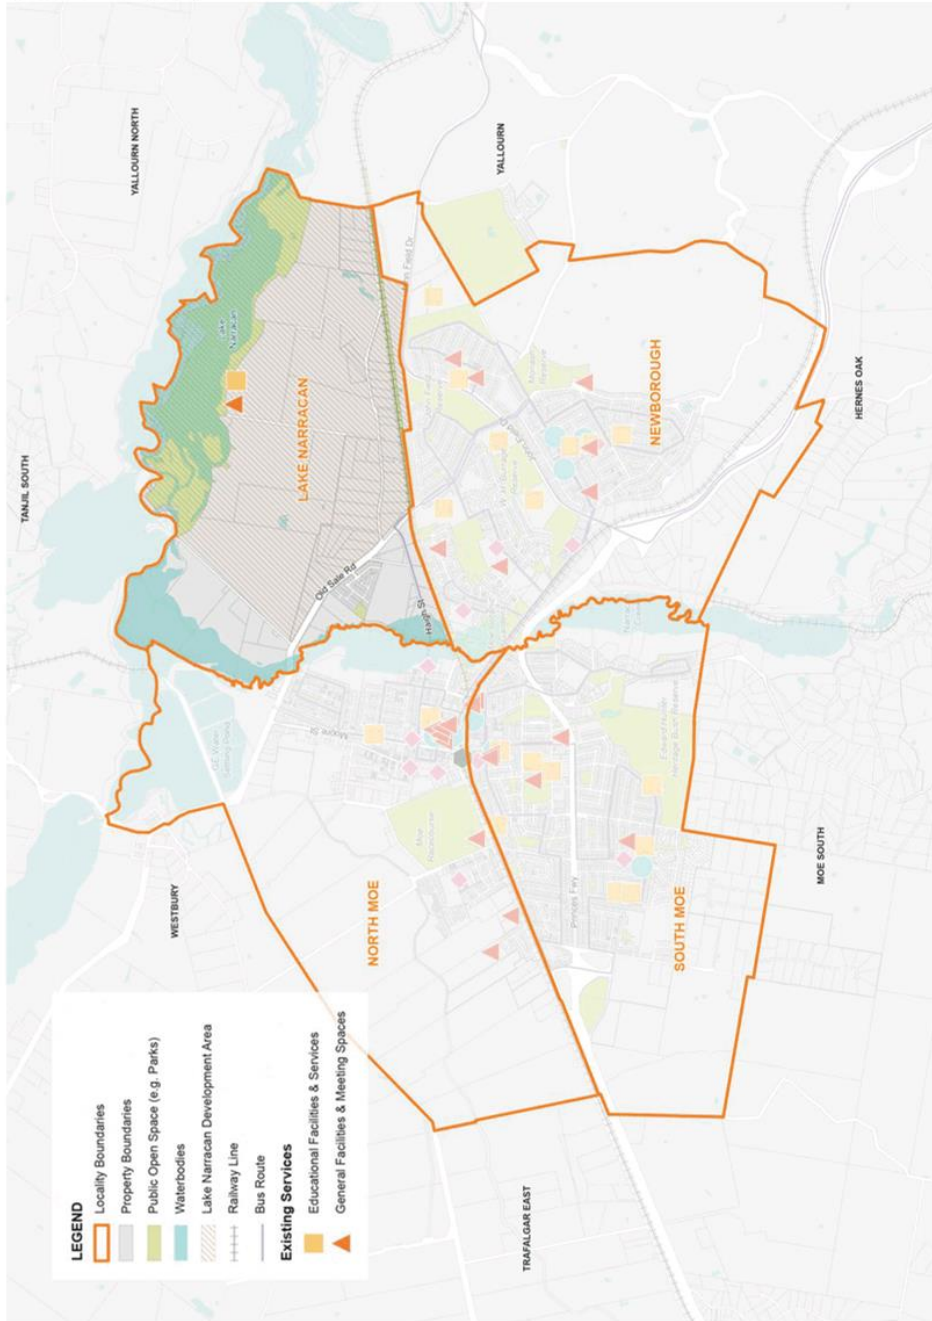 TANJIL SOUTH
YALLOURN NORTH
WESTBURY
Lake
Narracan
LAKE NARRACAN
Old Sale Rd
Haigh St
YALLOURN
NORTH MOE
Moore St
Moe
Racecourse
NEWBOROUGH
Princes Fwy
SOUTH MOE
HERNES OAK
MOE SOUTH
TRAFALGAR EAST
LEGEND
Locality Boundaries
Property Boundaries
Public Open Space (e.g. Parks)
Waterbodies
Lake Narracan Development Area
Railway Line
Bus Route
Existing Services
Educational Facilities & Services
General Facilities & Meeting Spaces